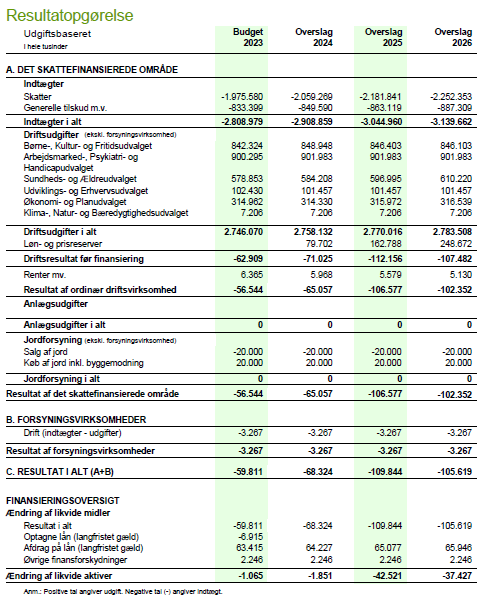 Resultatopgørelse
Udgiftsbaseret Budget Overslag Overslag Overslag
I hele tusinder 2023 2024 2025 2026
A. DET SKATTEFINANSIEREDE OMRÅDE
Indtægter
Skatter -1.975.580 -2.059.269 -2.181.841 -2.252.353
Generelle tilskud m.v. -833.399 -849.590 -863.119 -887.309
Indtægter i alt -2.808.979 -2.908.859 -3.044.960 -3.139.662
Driftsudgifter (ekskl. forsyningsvirksomhed)
Børne-, Kultur- og Fritidsudvalget 842.324 848.948 846.403 846.103
Arbejdsmarked-, Psykiatri- og 900.295 901.983 901.983 901.983
Handicapudvalget
Sundheds- og Ældreudvalget 578.853 584.208 596.995 610.220
Udviklings- og Erhvervsudvalget 102.430 101.457 101.457 101.457
Økonomi- og Planudvalget 314.962 314.330 315.972 316.539
Klima-, Natur- og Bæredygtighedsudvalget 7.206 7.206 7.206 7.206
Driftsudgifter i alt 2.746.070 2.758.132 2.770.016 2.783.508
Løn- og prisreserver 79.702 162.788 248.672
Driftsresultat før finansiering -62.909 -71.025 -112.156 -107.482
Renter mv. 6.365 5.968 5.579 5.130
Resultat af ordinær driftsvirksomhed -56.544 -65.057 -106.577 -102.352
Anlægsudgifter
Anlægsudgifter i alt 0 0 0 0
Jordforsyning (ekskl. forsyningsvirksomhed)
Salg af jord -20.000 -20.000 -20.000 -20.000
Køb af jord inkl. byggemodning 20.000 20.000 20.000 20.000
Jordforsyning i alt 0 0 0 0
Resultat af det skattefinansierede område -56.544 -65.057 -106.577 -102.352
B. FORSYNINGSVIRKSOMHEDER
Drift (indtægter - udgifter) -3.267 -3.267 -3.267 -3.267
Resultat af forsyningsvirksomheder -3.267 -3.267 -3.267 -3.267
C. RESULTAT I ALT (A+B) -59.811 -68.324 -109.844 -105.619
FINANSIERINGSOVERSIGT
Ændring af likvide midler
Resultat i alt -59.811 -68.324 -109.844 -105.619
Optagne lån (langfristet gæld) -6.915
Afdrag på lån (langfristet gæld) 63.415 64.227 65.077 65.946
Øvrige finansforskydninger 2.246 2.246 2.246 2.246
Ændring af likvide aktiver -1.065 -1.851 -42.521 -37.427
Anm.: Positive tal angiver udgift. Negative tal (-) angiver indtægt.